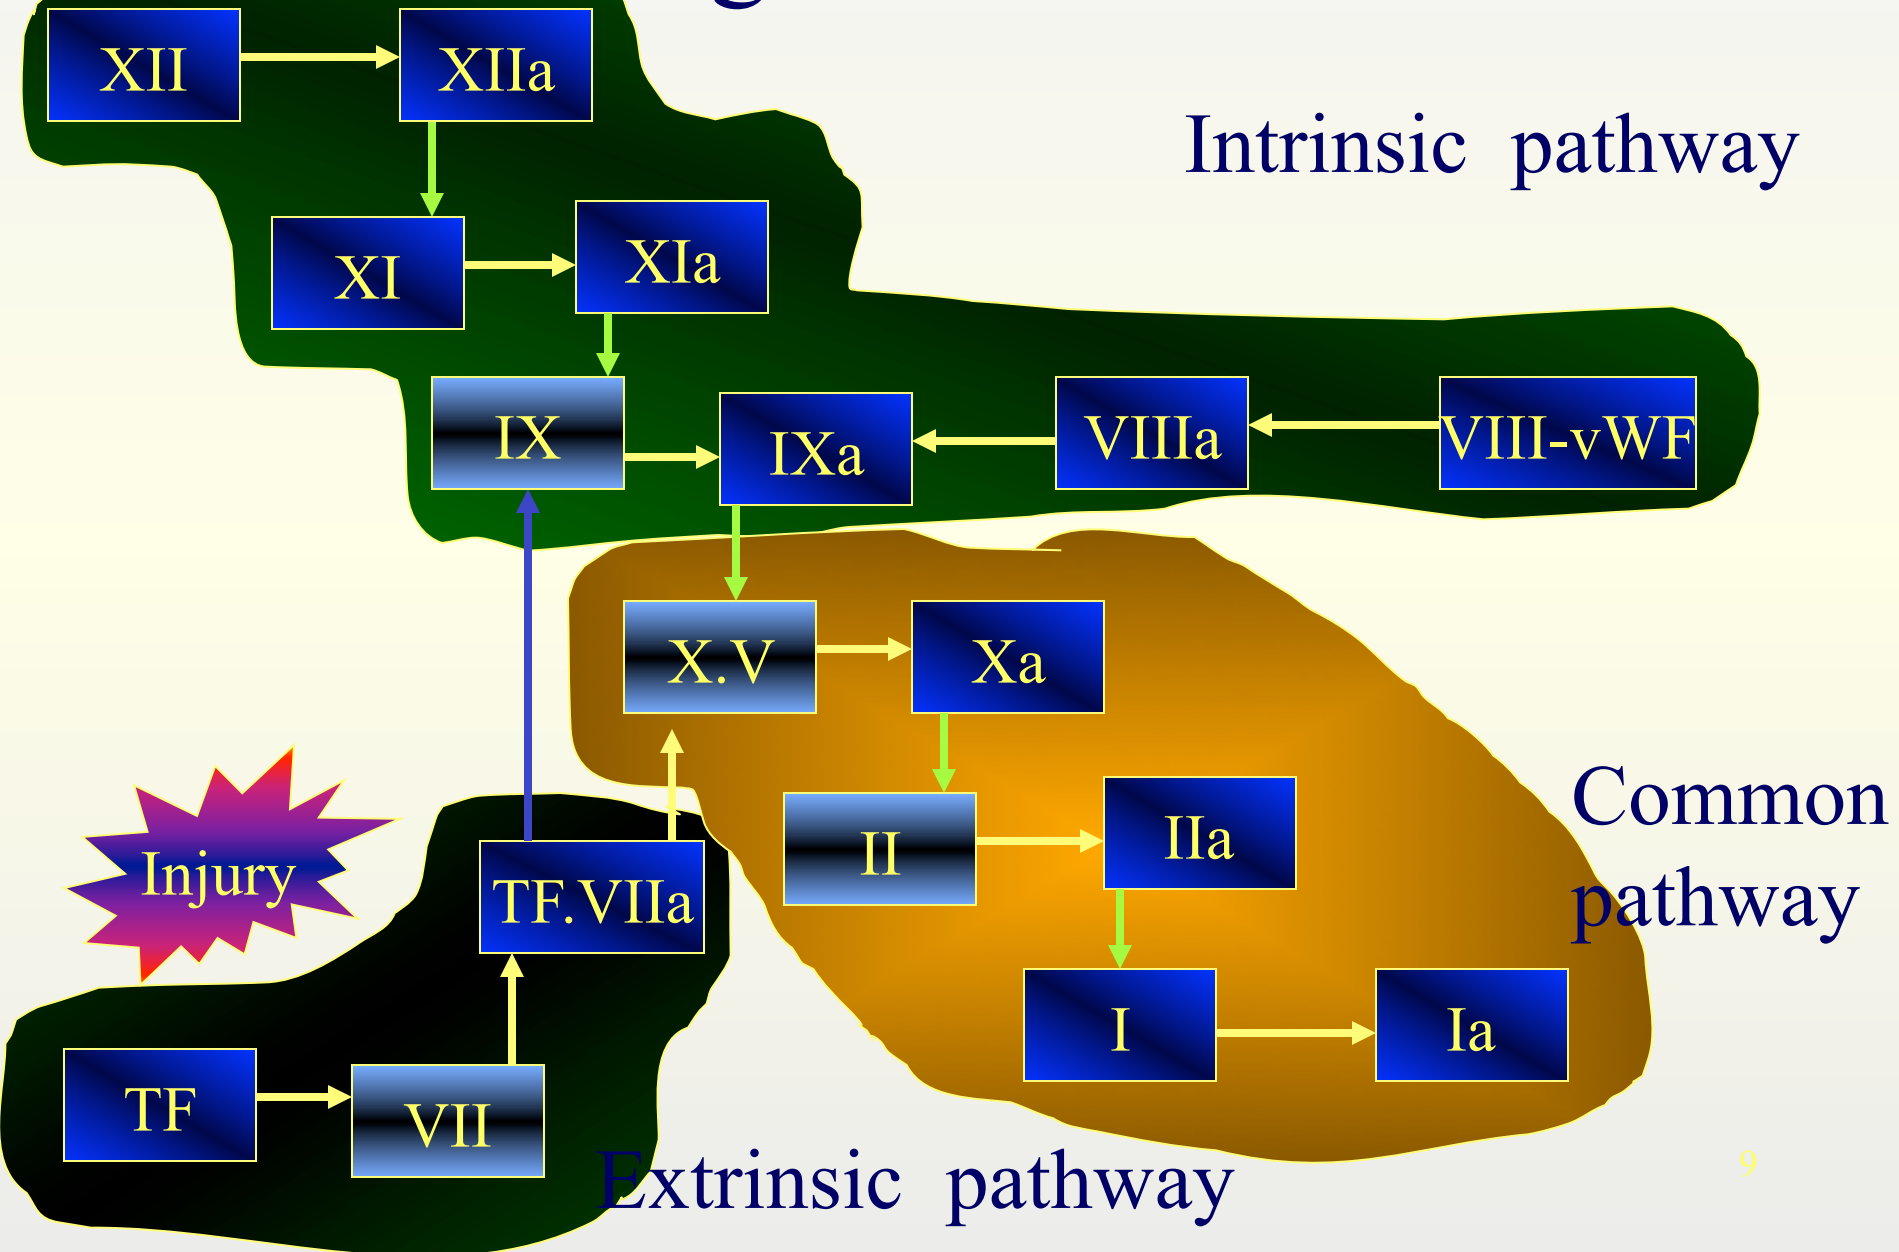 XII
XIIa
Intrinsic pathway
XI
XIa
IX
IXa
VIIIa
VIII-vWF
X.V
Xa
Injury
TF.VIIa
II
IIa
Common
pathway
I
Ia
TF
VII
Extrinsic pathway
9